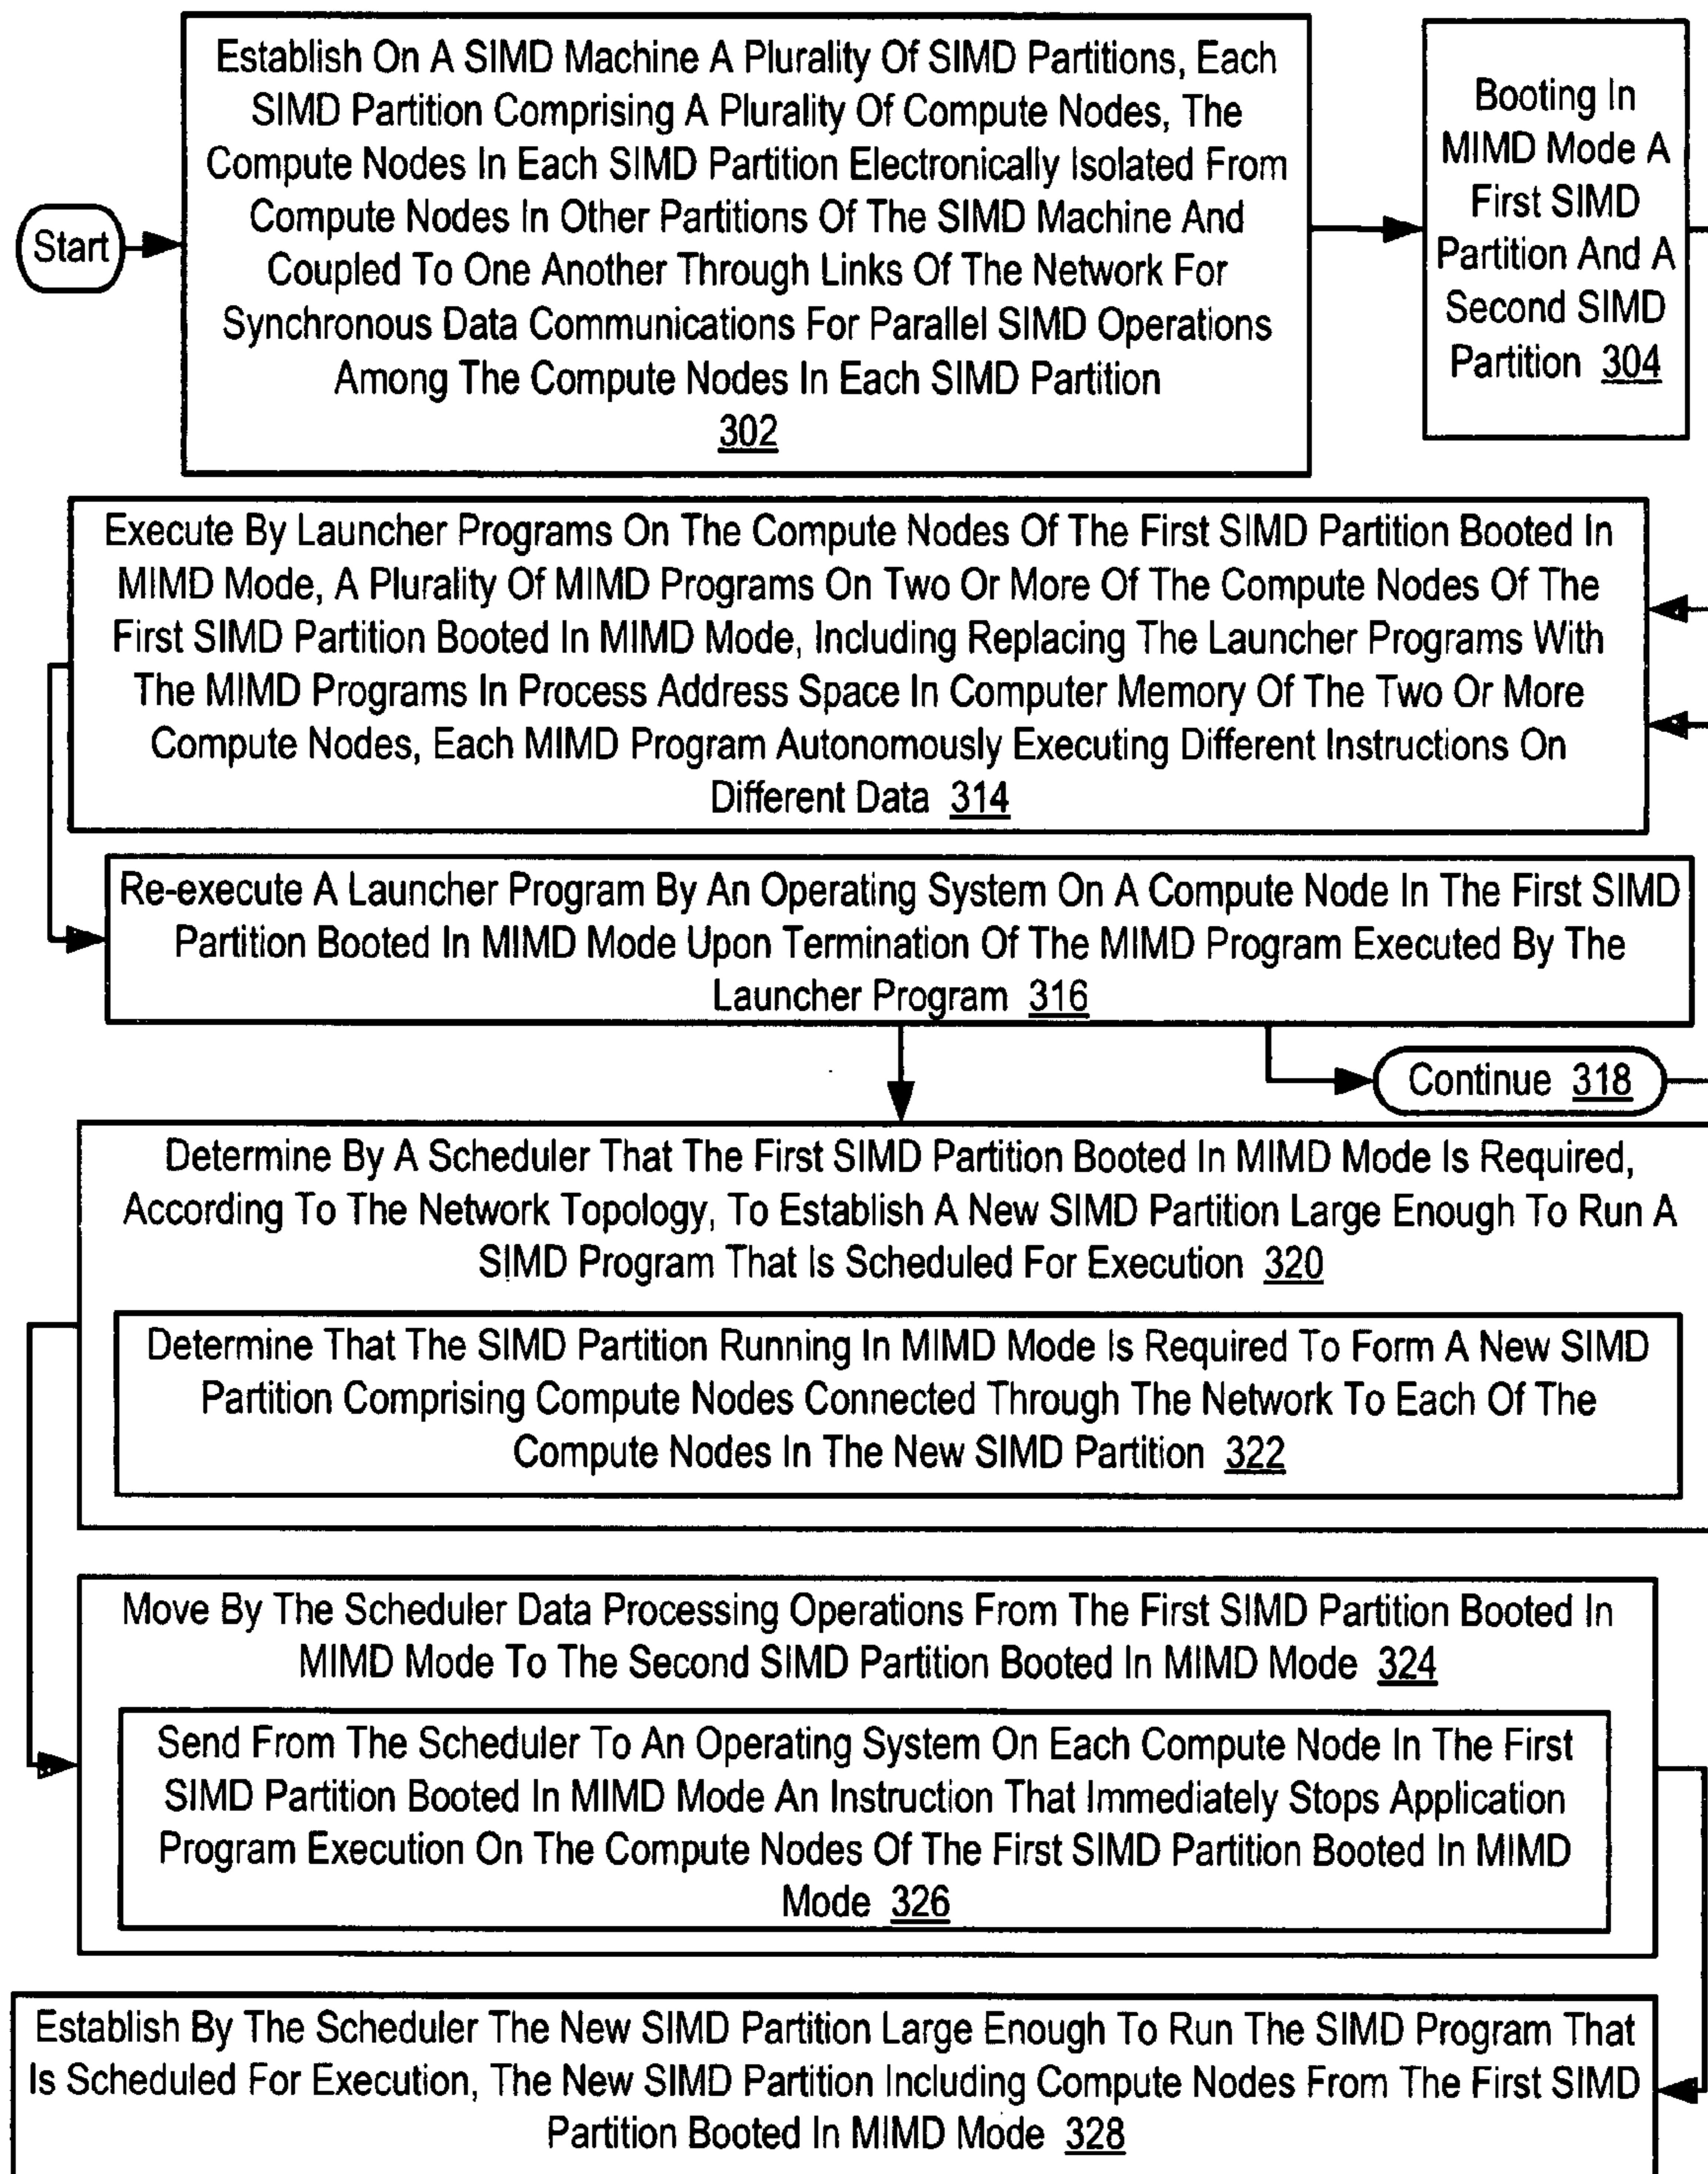 Start
Establish On A SIMD Machine A Plurality Of SIMD Partitions, Each
SIMD Partition Comprising A Plurality Of Compute Nodes, The
Compute Nodes In Each SIMD Partition Electronically Isolated From
Compute Nodes In Other Partitions Of The SIMD Machine And
Coupled To One Another Through Links Of The Network For
Synchronous Data Communications For Parallel SIMD Operations
Among The Compute Nodes In Each SIMD Partition
302
Booting In
MIMD Mode A
First SIMD
Partition And A
Second SIMD
Partition 304
Execute By Launcher Programs On The Compute Nodes Of The First SIMD Partition Booted In
MIMD Mode, A Plurality Of MIMD Programs On Two Or More Of The Compute Nodes Of The
First SIMD Partition Booted In MIMD Mode, Including Replacing The Launcher Programs With
The MIMD Programs In Process Address Space In Computer Memory Of The Two Or More
Compute Nodes, Each MIMD Program Autonomously Executing Different Instructions On
Different Data 314
Re-execute A Launcher Program By An Operating System On A Compute Node In The First SIMD
Partition Booted In MIMD Mode Upon Termination Of The MIMD Program Executed By The
Launcher Program 316
Continue 318
Determine By A Scheduler That The First SIMD Partition Booted In MIMD Mode Is Required,
According To The Network Topology, To Establish A New SIMD Partition Large Enough To Run A
SIMD Program That Is Scheduled For Execution 320
Determine That The SIMD Partition Running In MIMD Mode Is Required To Form A New SIMD
Partition Comprising Compute Nodes Connected Through The Network To Each Of The
Compute Nodes In The New SIMD Partition 322
Move By The Scheduler Data Processing Operations From The First SIMD Partition Booted In
MIMD Mode To The Second SIMD Partition Booted In MIMD Mode 324
Send From The Scheduler To An Operating System On Each Compute Node In The First
SIMD Partition Booted In MIMD Mode An Instruction That Immediately Stops Application
Program Execution On The Compute Nodes Of The First SIMD Partition Booted In MIMD
Mode 326
Establish By The Scheduler The New SIMD Partition Large Enough To Run The SIMD Program That
Is Scheduled For Execution, The New SIMD Partition Including Compute Nodes From The First SIMD
Partition Booted In MIMD Mode 328